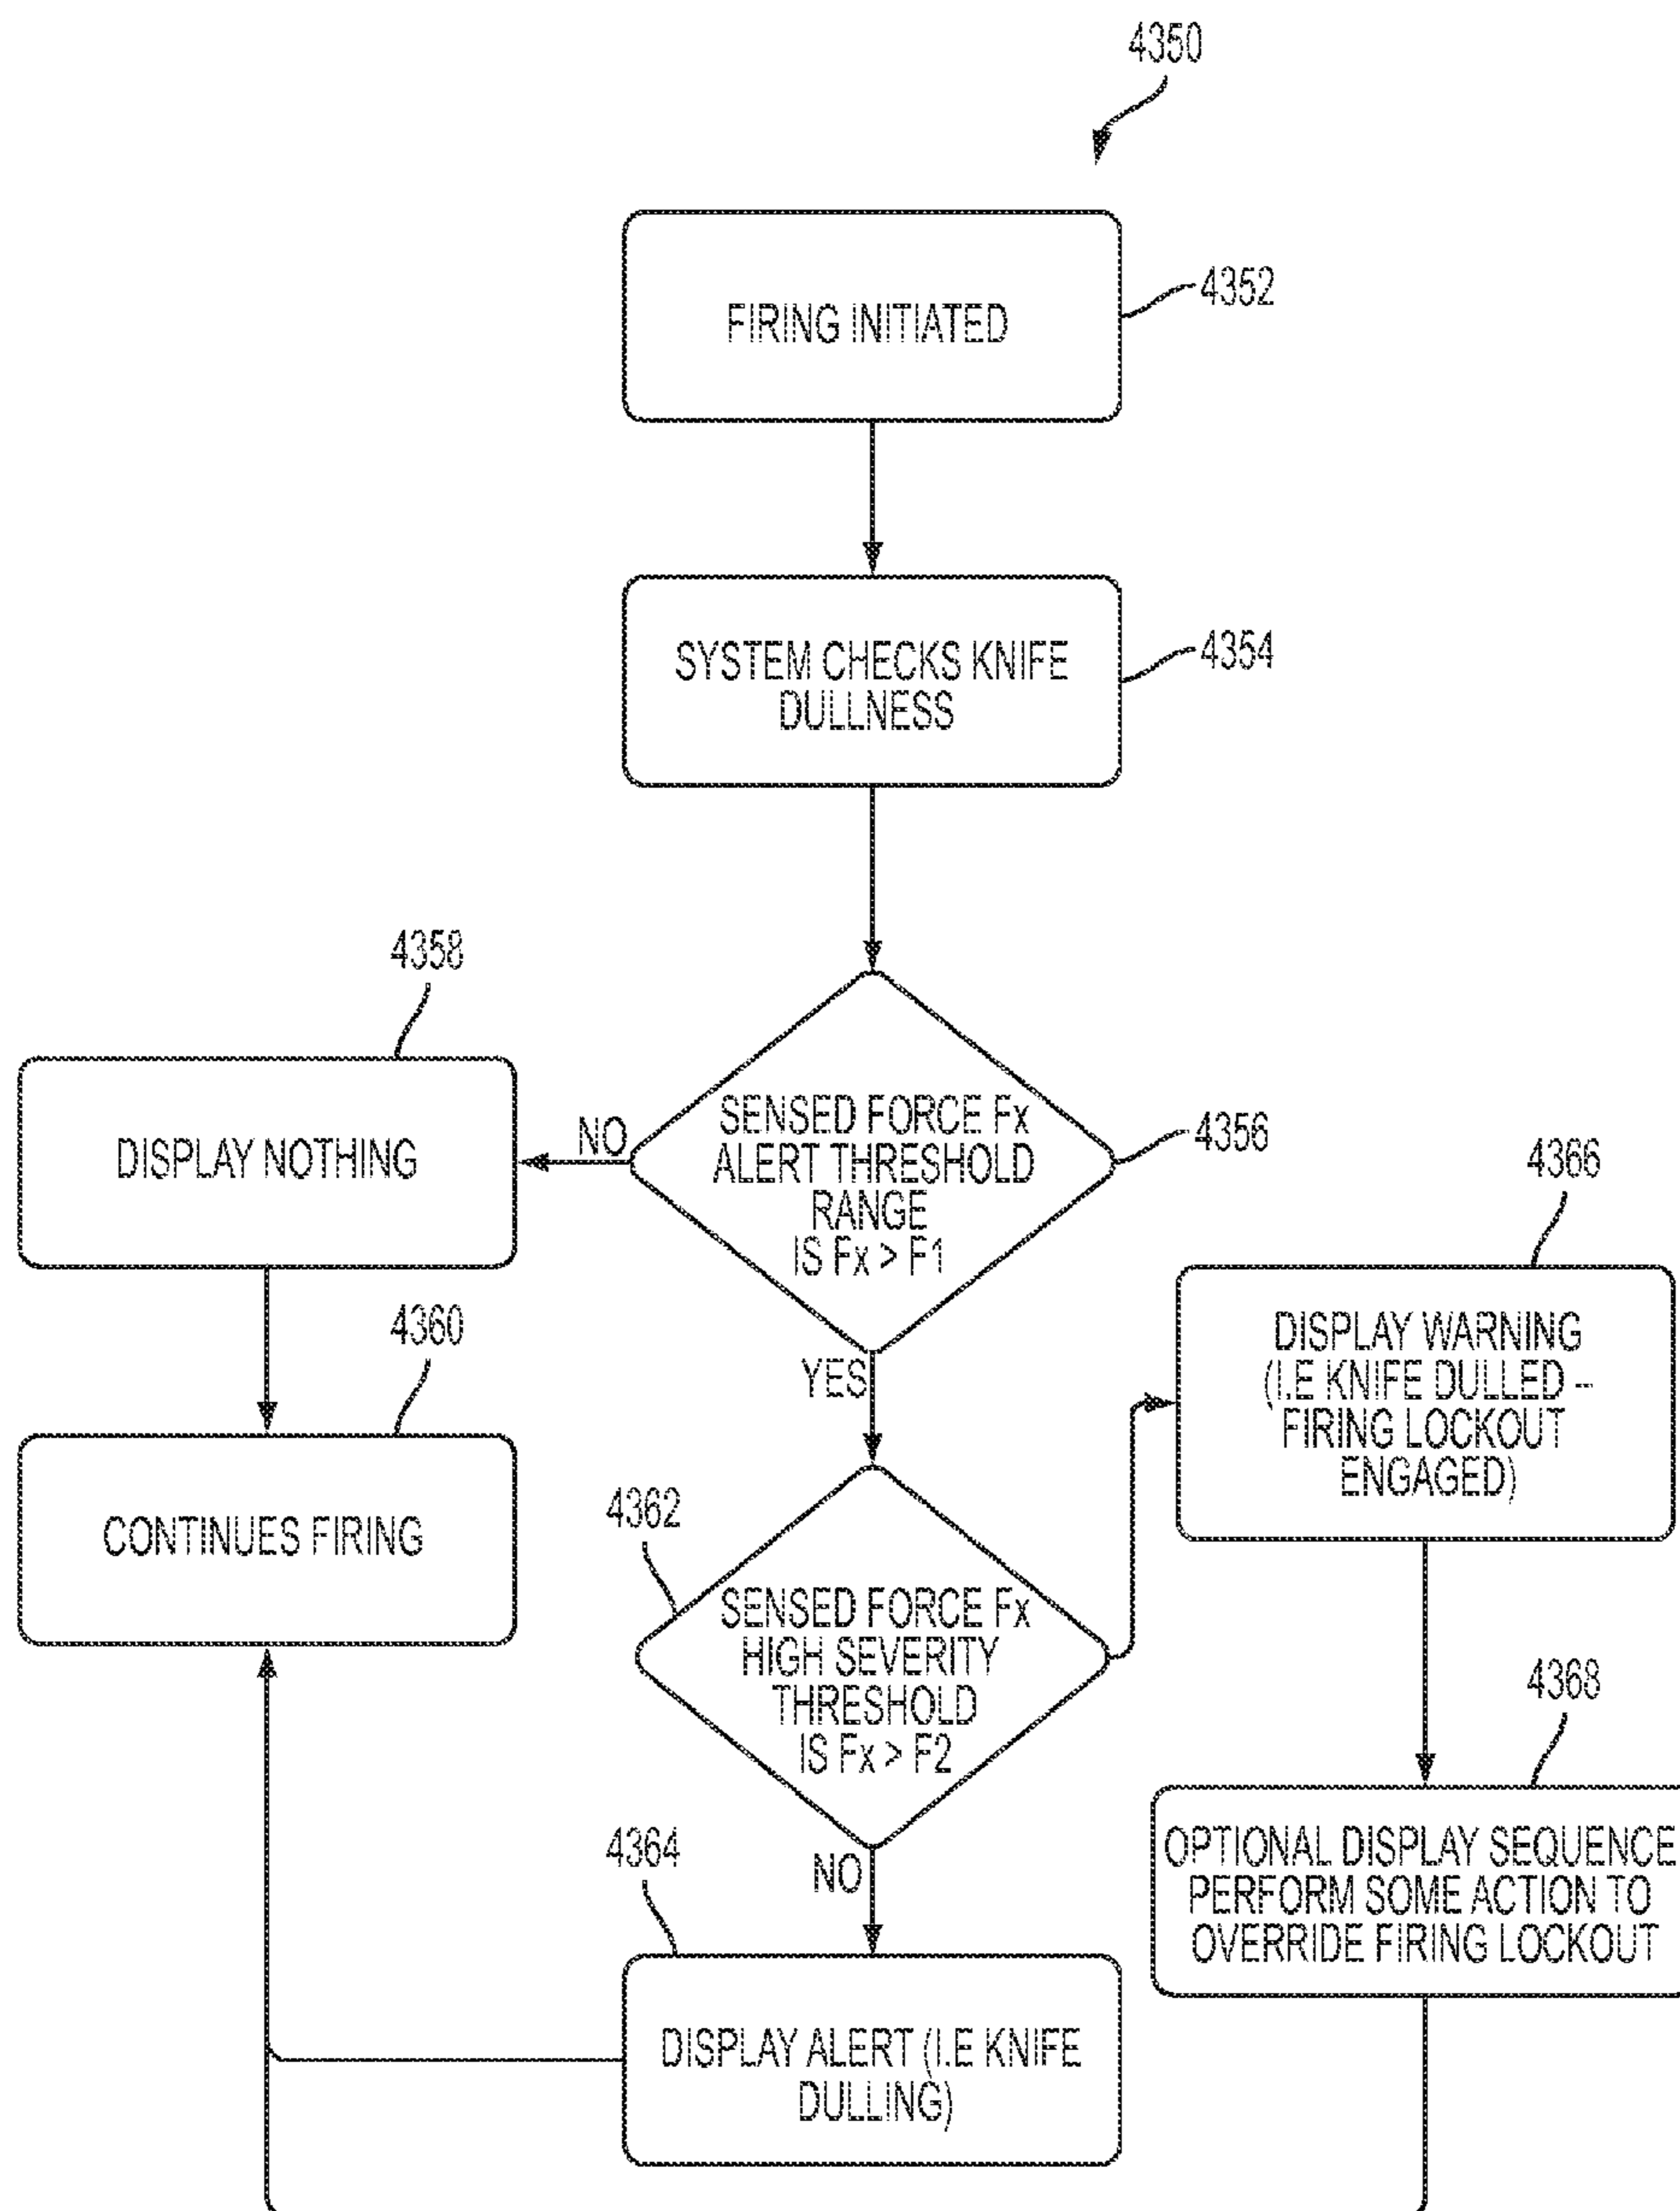 4350
FIRING INITIATED
4352
SYSTEM CHECKS KNIFE
DULLNESS
4354
4358
DISPLAY NOTHING
NO
SENSED FORCE Fx
ALERT THRESHOLD
RANGE
IS Fx > F1
4356
4360
CONTINUES FIRING
YES
4366
DISPLAY WARNING
(I.E KNIFE DULLED --
FIRING LOCKOUT
ENGAGED)
4362
SENSED FORCE Fx
HIGH SEVERITY
THRESHOLD
IS Fx > F2
4368
OPTIONAL DISPLAY SEQUENCE
PERFORM SOME ACTION TO
OVERRIDE FIRING LOCKOUT
NO
4364
DISPLAY ALERT (I.E KNIFE
DULLING)